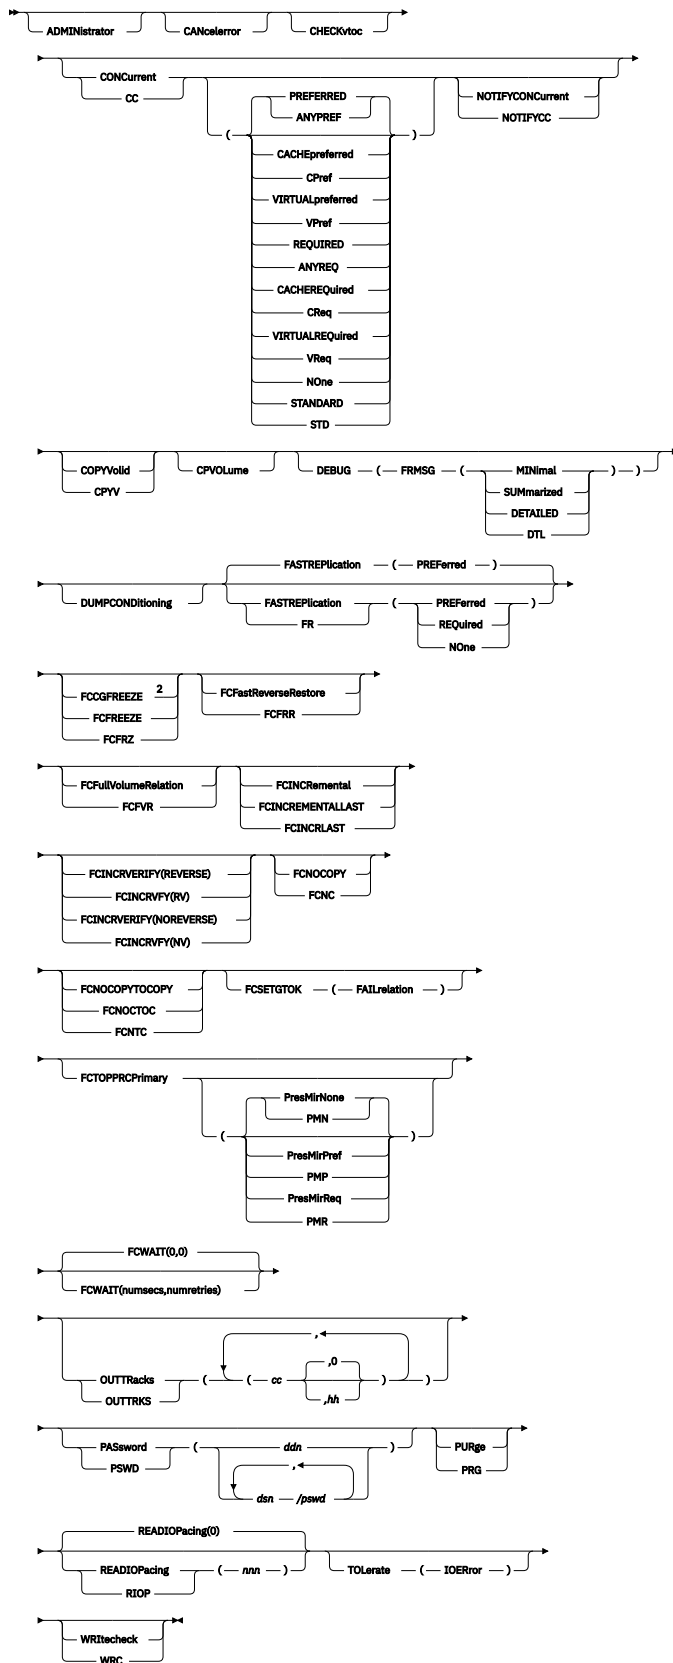 ADMINistrator CANcelerror CHECKvtoc
CONCurrent
CC
( PREFERRED )
ANYPREF
CACHEpreferred
CPref
VIRTUALpreferred
VPref
REQUIRED
ANYREQ
CACHEREQuired
CReq
VIRTUALREQuired
VReq
NOne
STANDARD
STD
NOTIFYCONCurrent
NOTIFYCC
COPYVolid CPVOLume DEBUG ( FRMSG ( MINimal ) )
CPYV SUMmarized
DETAILED
DTL
FASTREPlication ( PREFerred )
DUMPCONDitioning FASTREPlication ( PREFerred )
FR REQuired
NOne
FCCGFREEZE 2 FCFastReverseRestore
FCFREEZE FCFRR
FCFRZ
FCFullVolumeRelation FCINCRemental
FCFVR FCINCREMENTALLAST
FCINCRLAST
FCINCRVERIFY(REVERSE) FCNOCOPY
FCINCRVFY(RV) FCNC
FCINCRVERIFY(NOREVERSE)
FCINCRVFY(NV)
FCNOCOPYTOCOPY FCSETGTOK ( FAILrelation )
FCNOCTOC
FCNTC
FCTOPPRCPrimary
( PresMirNone )
PMN
PresMirPref
PMP
PresMirReq
PMR
FCWAIT(0,0)
FCWAIT(numsecs,numretries)
,
,0
OUTTRacks ( ( cc ) )
OUTTRKS ,hh
PASsword ( ddn ) PURge
PSWD , PRG
dsn /pswd
READIOPacing(0)
READIOPacing ( nnn ) TOLerate ( IOERror )
RIOP
WRItecheck
WRC